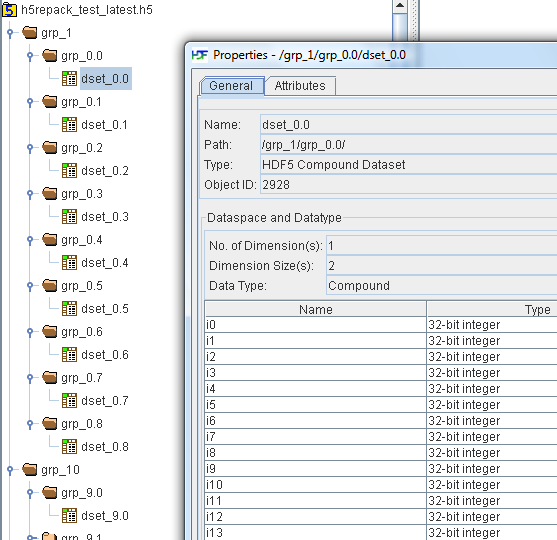 h5repack_test_latest.h5
grp_1
grp_0.0
dset_0.0
grp_0.1
dset_0.1
grp_0.2
dset_0.2
grp_0.3
dset_0.3
grp_0.4
dset_0.4
grp_0.5
dset_0.5
grp_0.6
dset_0.6
grp_0.7
dset_0.7
grp_0.8
dset_0.8
grp_10
grp_9.0
dset_9.0
grp_9.1
HDF Properties - /grp_1/grp_0.0/dset_0.0
General Attributes
Name: dset_0.0
Path: /grp_1/grp_0.0/
Type: HDF5 Compound Dataset
Object ID: 2928
Dataspace and Datatype
No. of Dimension(s): 1
Dimension Size(s): 2
Data Type: Compound
Name Type
i0 32-bit integer
i1 32-bit integer
i2 32-bit integer
i3 32-bit integer
i4 32-bit integer
i5 32-bit integer
i6 32-bit integer
i7 32-bit integer
i8 32-bit integer
i9 32-bit integer
i10 32-bit integer
i11 32-bit integer
i12 32-bit integer
i13 32-bit integer